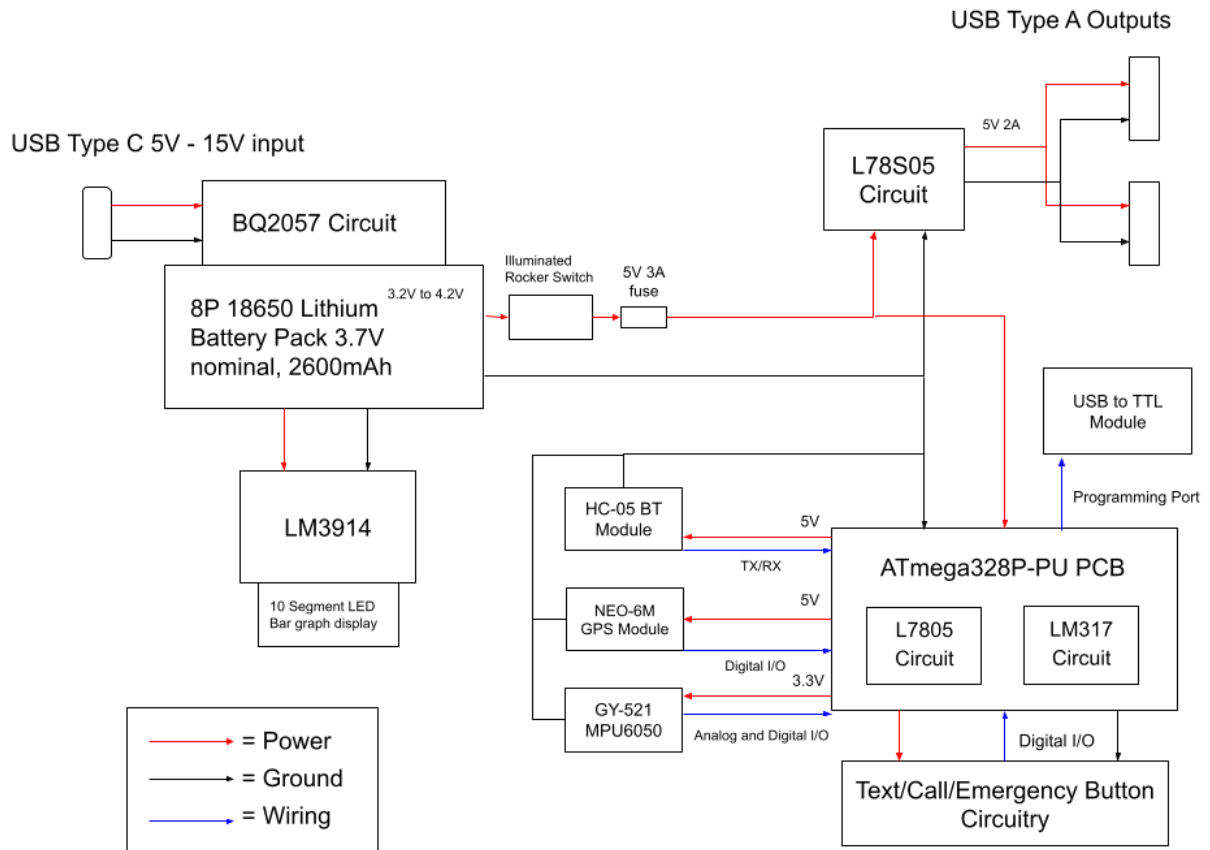 USB Type A Outputs
USB Type C 5V - 15V input
5V 2A
L78S05
Circuit
BQ2057 Circuit
Illuminated
Rocker Switch
5V 3A
fuse
3.2V to 4.2V
8P 18650 Lithium
Battery Pack 3.7V
nominal, 2600mAh
USB to TTL
Module
Programming Port
LM3914
10 Segment LED
Bar graph display
HC-05 BT
Module
5V
TX/RX
ATmega328P-PU PCB
NEO-6M
GPS Module
5V
Digital I/O
L7805
Circuit
LM317
Circuit
3.3V
GY-521
MPU6050
Analog and Digital I/O
Digital I/O
Text/Call/Emergency Button
Circuitry
= Power
= Ground
= Wiring